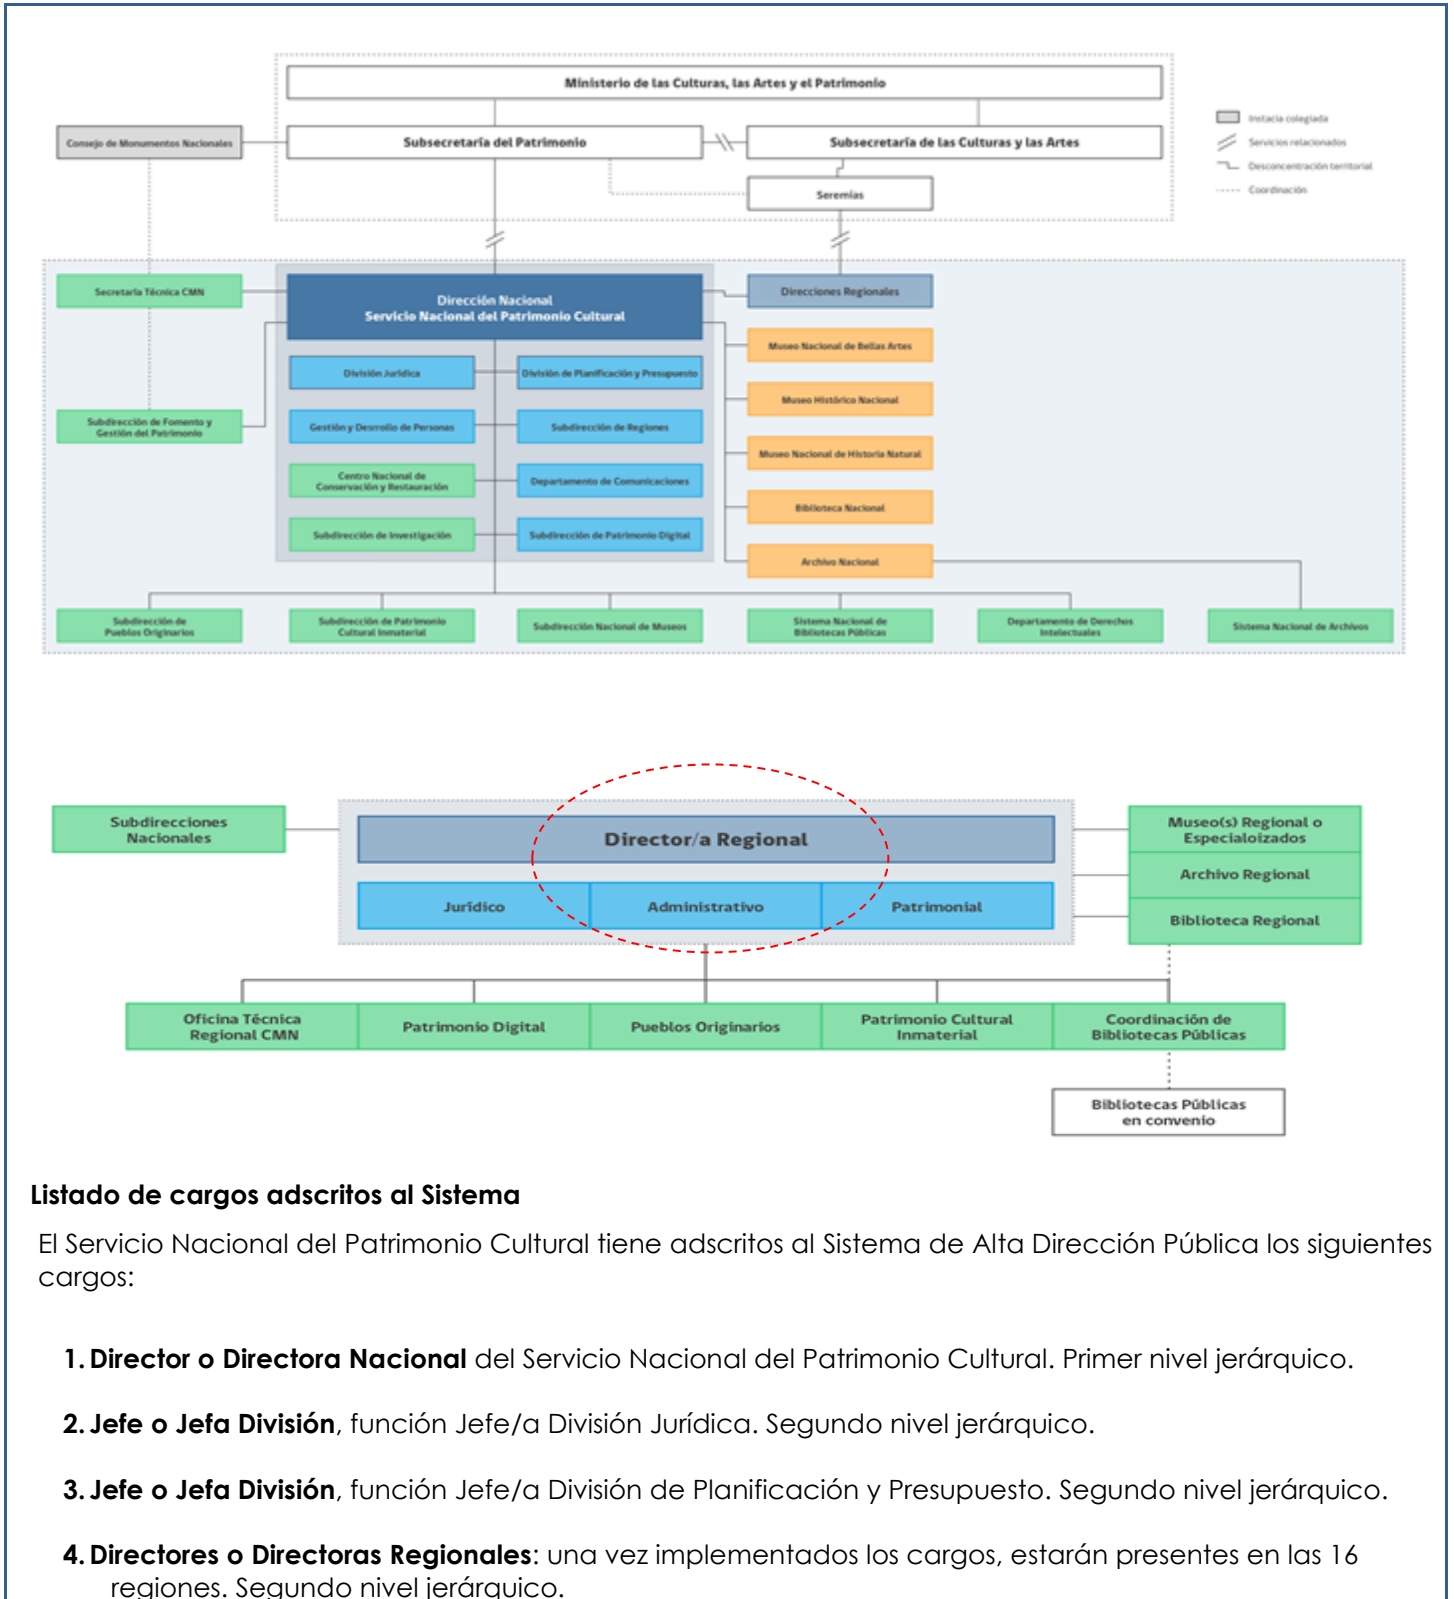 Ministerio de las Culturas, las Artes y el Patrimonio
Consejo de Monumentos Nacionales
Subsecretaría del Patrimonio
Subsecretaría de las Culturas y las Artes
Seremías
Instacia colegiada
Servicios relacionados
Desconcentración territorial
Coordinación
Secretaría Técnica CMN
Dirección Nacional
Servicio Nacional del Patrimonio Cultural
Direcciones Regionales
Museo Nacional de Bellas Artes
División Jurídica
División de Planificación y Presupuesto
Museo Histórico Nacional
Subdirección de Fomento y
Gestión del Patrimonio
Gestión y Desrrollo de Personas
Subdirección de Regiones
Museo Nacional de Historia Natural
Centro Nacional de
Conservación y Restauración
Departamento de Comunicaciones
Biblioteca Nacional
Subdirección de Investigación
Subdirección de Patrimonio Digital
Archivo Nacional
Subdirección de
Pueblos Originarios
Subdirección de Patrimonio
Cultural Inmaterial
Subdirección Nacional de Museos
Sistema Nacional de
Bibliotecas Públicas
Departamento de Derechos
Intelectuales
Sistema Nacional de Archivos
Subdirecciones
Nacionales
Director/a Regional
Jurídico
Administrativo
Patrimonial
Museo(s) Regional o
Especialoizados
Archivo Regional
Biblioteca Regional
Oficina Técnica
Regional CMN
Patrimonio Digital
Pueblos Originarios
Patrimonio Cultural
Inmaterial
Coordinación de
Bibliotecas Públicas
Bibliotecas Públicas
en convenio
Listado de cargos adscritos al Sistema
El Servicio Nacional del Patrimonio Cultural tiene adscritos al Sistema de Alta Dirección Pública los siguientes
cargos:
1. Director o Directora Nacional del Servicio Nacional del Patrimonio Cultural. Primer nivel jerárquico.
2. Jefe o Jefa División, función Jefe/a División Jurídica. Segundo nivel jerárquico.
3. Jefe o Jefa División, función Jefe/a División de Planificación y Presupuesto. Segundo nivel jerárquico.
4. Directores o Directoras Regionales: una vez implementados los cargos, estarán presentes en las 16
regiones. Segundo nivel jerárquico.